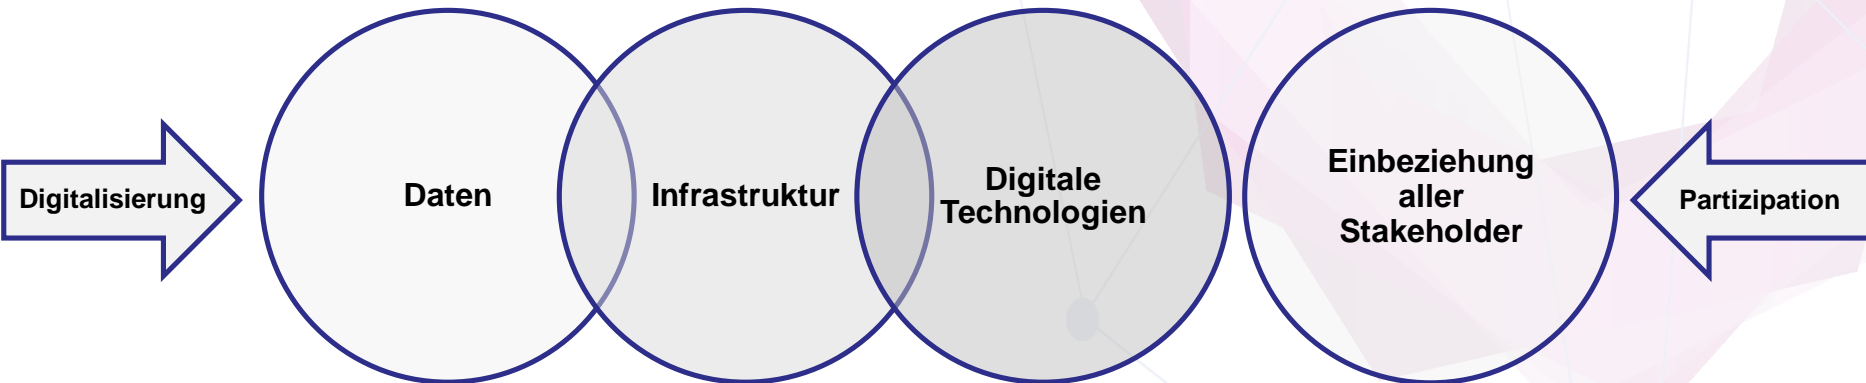 Digitalisierung
Daten
Infrastruktur
Digitale
Technologien
Einbeziehung
aller
Stakeholder
Partizipation